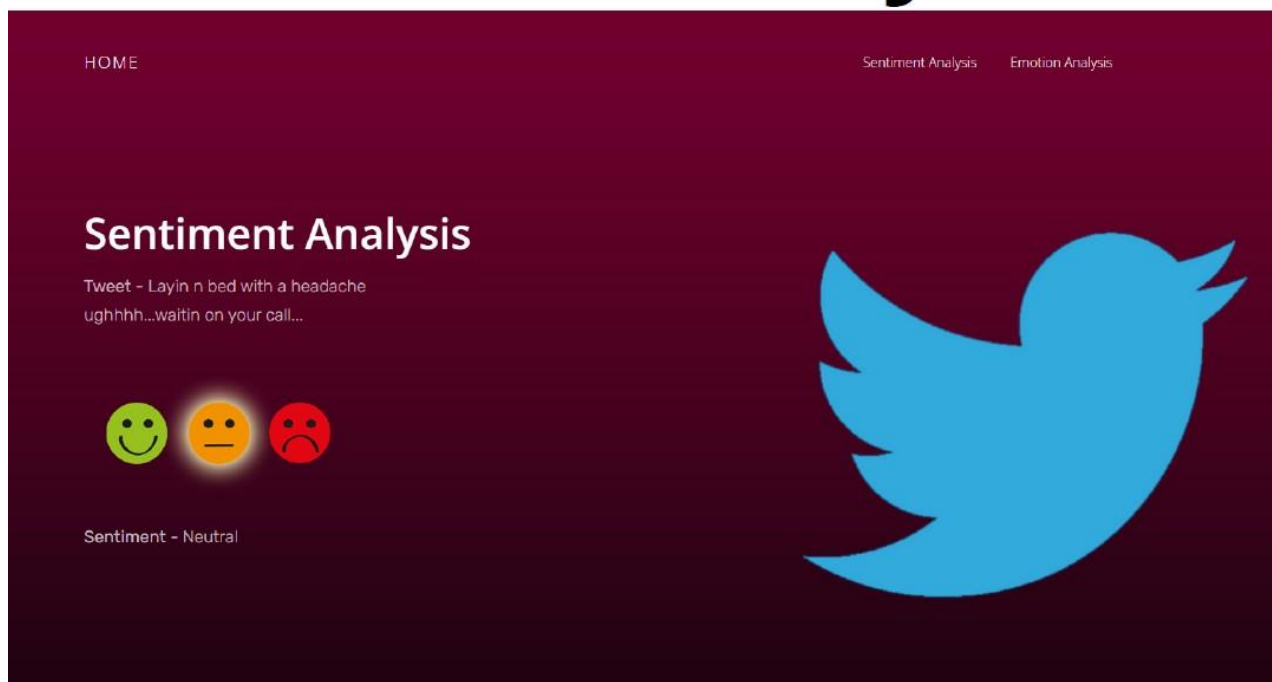 HOME
Sentiment Analysis
Emotion Analysis
Sentiment Analysis
Tweet - Layin n bed with a headache
ughhhh...waitin on your call...
Sentiment - Neutral